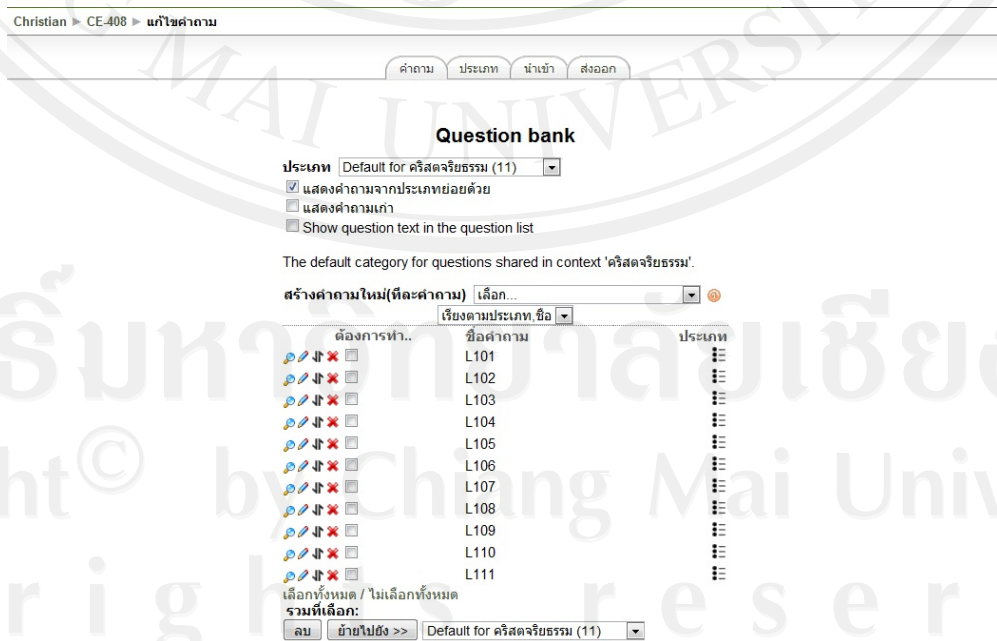 Christian ► CE-408 ► แก้ไขคำถาม
คำถาม ประเภท นำเข้า ส่งออก
Question bank
ประเภท Default for คริสตจริยธรรม (11)
แสดงคำถามจากประเภทย่อยด้วย
แสดงคำถามเก่า
Show question text in the question list
The default category for questions shared in context 'คริสตจริยธรรม'.
สร้างคำถามใหม่(ทีละคำถาม) เลือก...
เรียงตามประเภท,ชื่อ
ต้องการทำ.. ชื่อคำถาม ประเภท
L101
L102
L103
L104
L105
L106
L107
L108
L109
L110
L111
เลือกทั้งหมด / ไม่เลือกทั้งหมด
รวมที่เลือก:
ลบ ย้ายไปยัง >> Default for คริสตจริยธรรม (11)
MAI UNIVERSIT
ht © by Chiang Mai Univ
rights reser